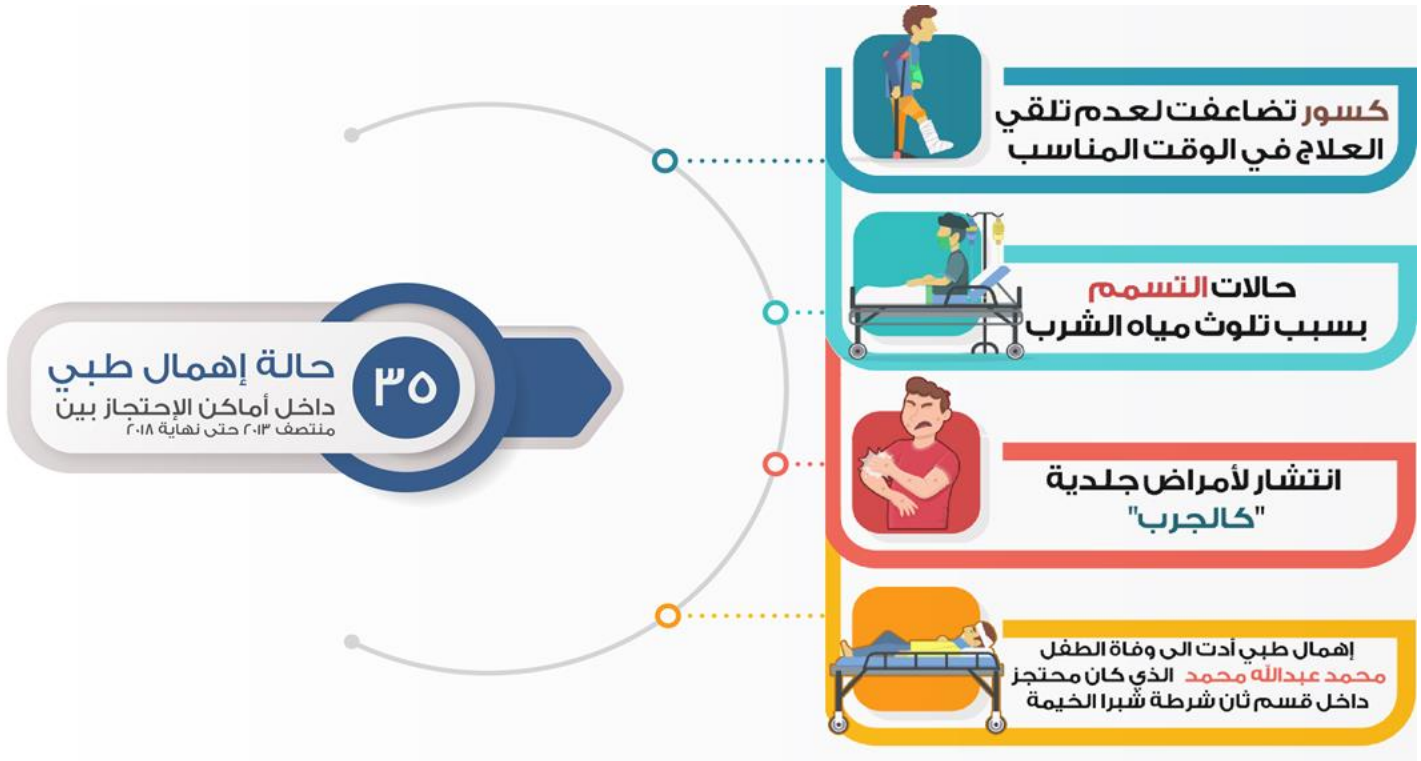 كسور تضاعفت لعدم تلقي
العلاج في الوقت المناسب
حالات التسمم
بسبب تلوث مياه الشرب
٣٥
حالة إهمال طبي
داخل أماكن الإحتجاز بين
منتصف ٢٠١٣ حتى نهاية ٢٠١٨
انتشار لأمراض جلدية
"كالجرب"
إهمال طبي أدت الى وفاة الطفل
محمد عبدالله محمد الذي كان محتجز
داخل قسم ثان شرطة شبرا الخيمة